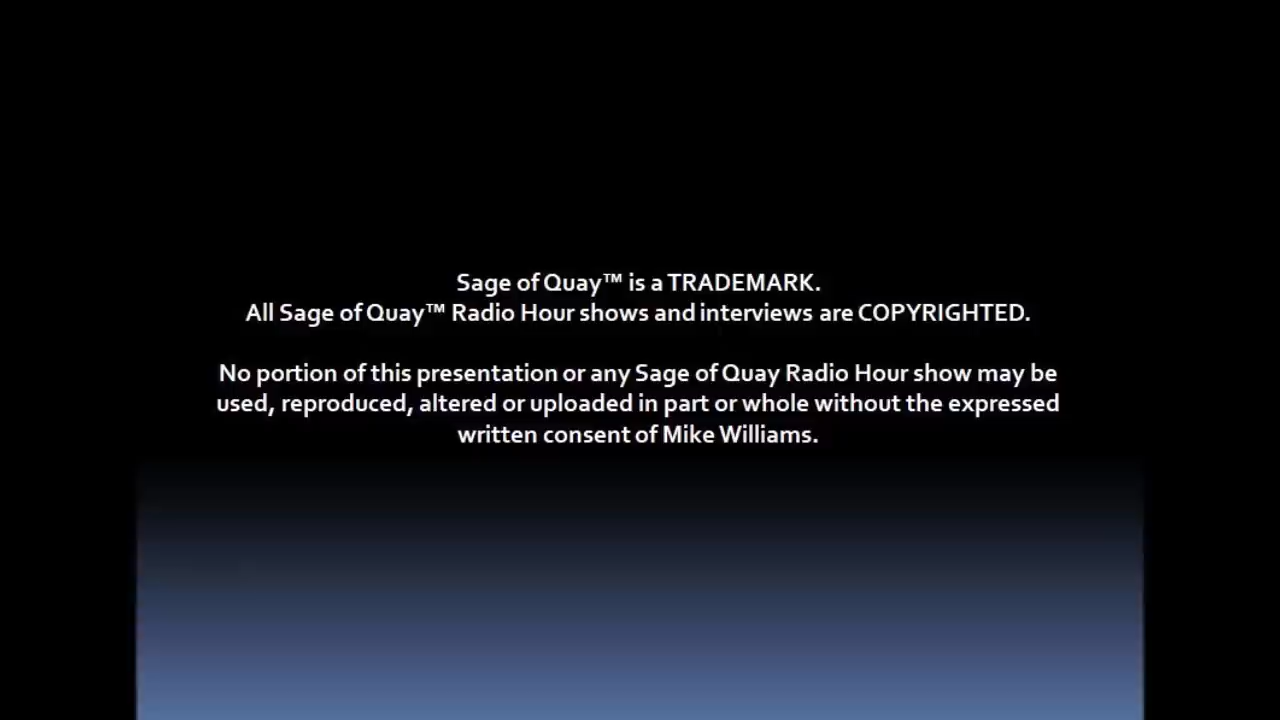 Sage of Quay™ is a TRADEMARK.
All Sage of Quay™ Radio Hour shows and interviews are COPYRIGHTED.
No portion of this presentation or any Sage of Quay Radio Hour show may be
used, reproduced, altered or uploaded in part or whole without the expressed
written consent of Mike Williams.